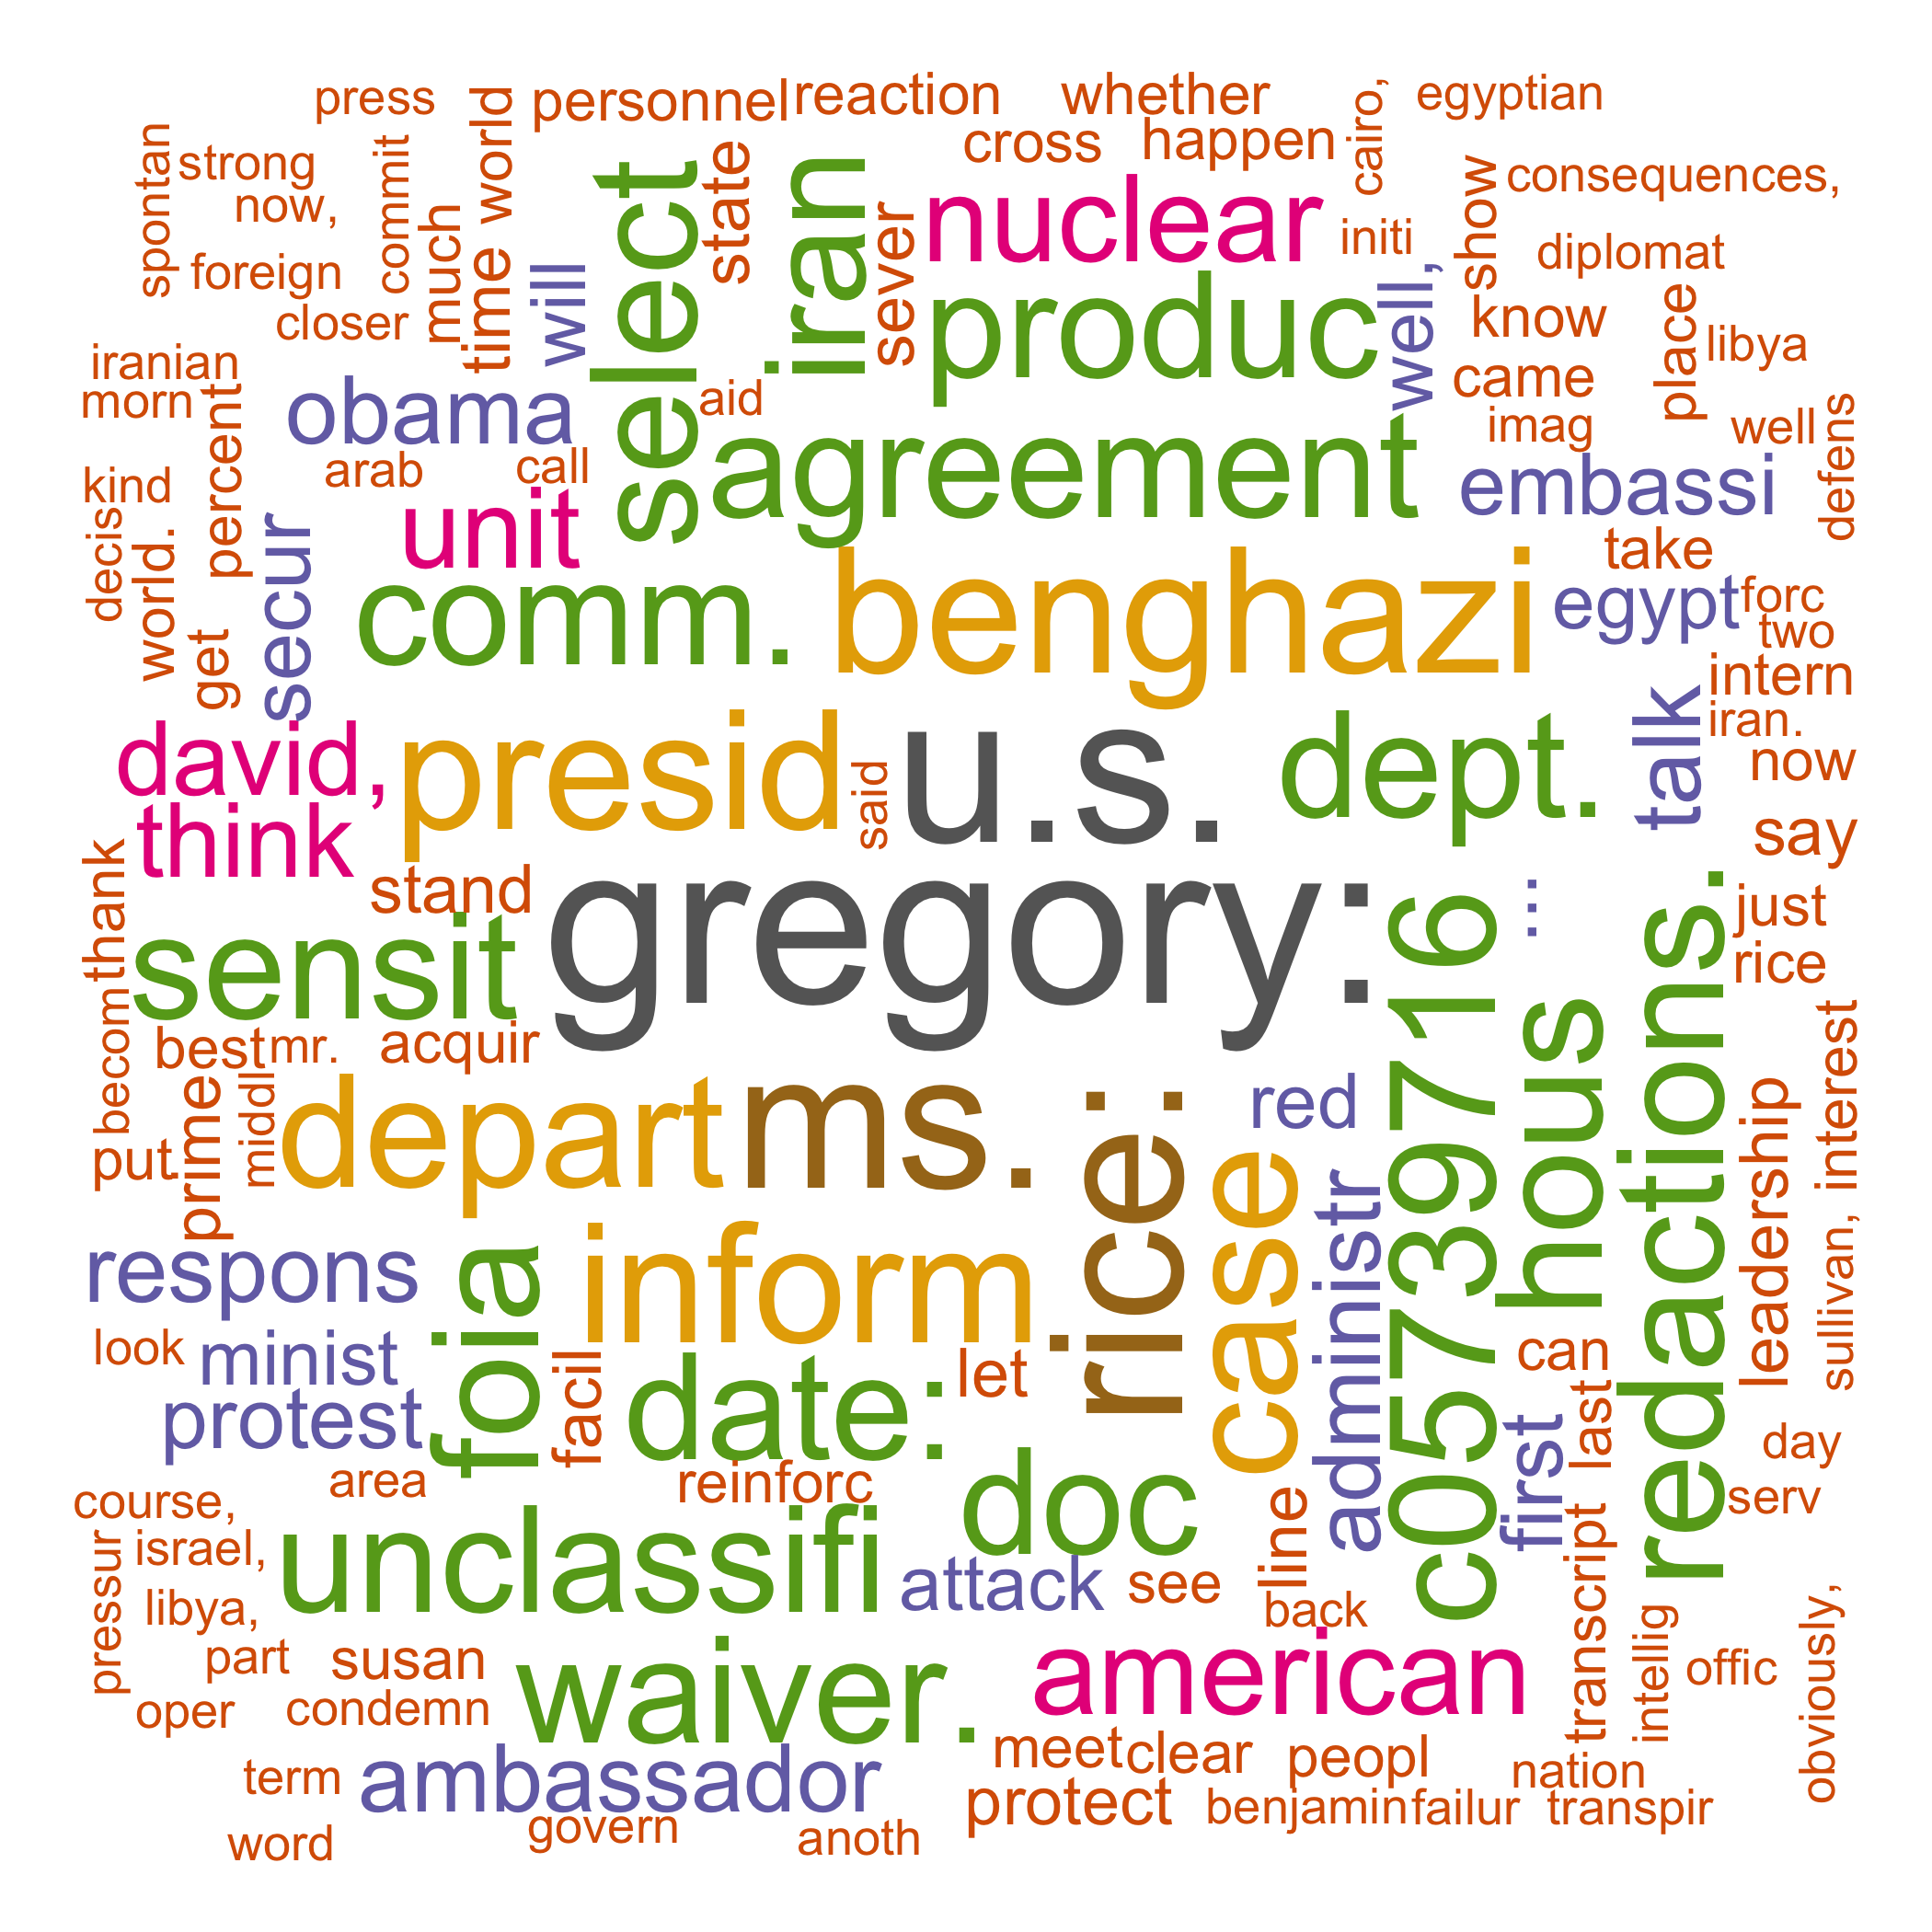 press
personnel
reaction
whether
egyptian
world
cairo,
spontan
strong
commit
state
cross
happen
show
consequences,
now,
much
select
iran
sever
nuclear
initi
diplomat
foreign
time
will
produc
well,
know
place
libya
closer
iranian
morn
percent
obama
aid
agreement
came
imag
well
defens
arab
call
kind
decis
world.
secur
unit
embassi
take
get
comm.
benghazi
egypt
forc
two
intern
talk
iran.
david,
presid
said
u.s.
dept.
now
think
say
thank
stand
gregory:
...
redactions.
just
sensit
c05739716
rice
becom
best
mr.
acquir
hous
interest
put
prime
middl
depart
ms.
rice:
red
case
leadership
respons
foia
inform
administr
sullivan,
look
minist
facil
date:
let
can
protest
first
last
day
area
reinforc
doc
course,
line
transcript
serv
pressur
israel,
unclassifi
attack
see
libya,
back
part
susan
waiver.
american
intellig
offic
obviously,
oper
condemn
meet
clear
peopl
nation
term
ambassador
protect
benjamin
failur
transpir
word
govern
anoth